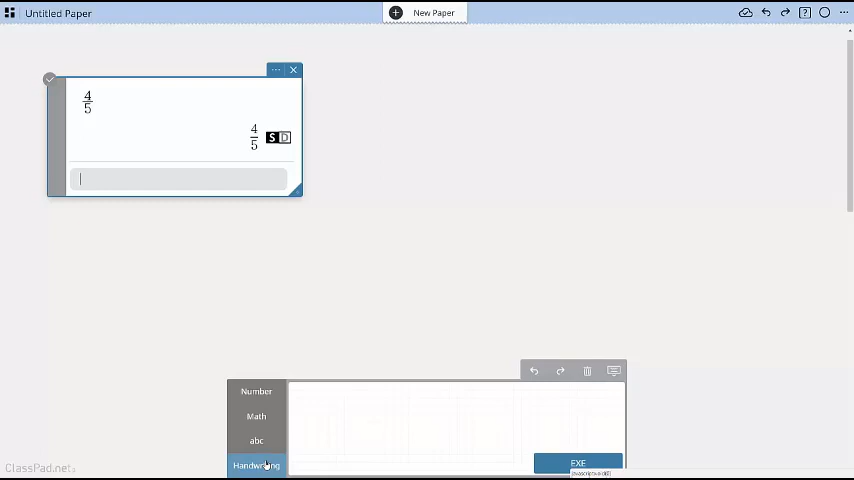 Untitled Paper
New Paper
4/5
4/5 S D
Number
Math
abc
Handwriting
EXE
ClassPad.net